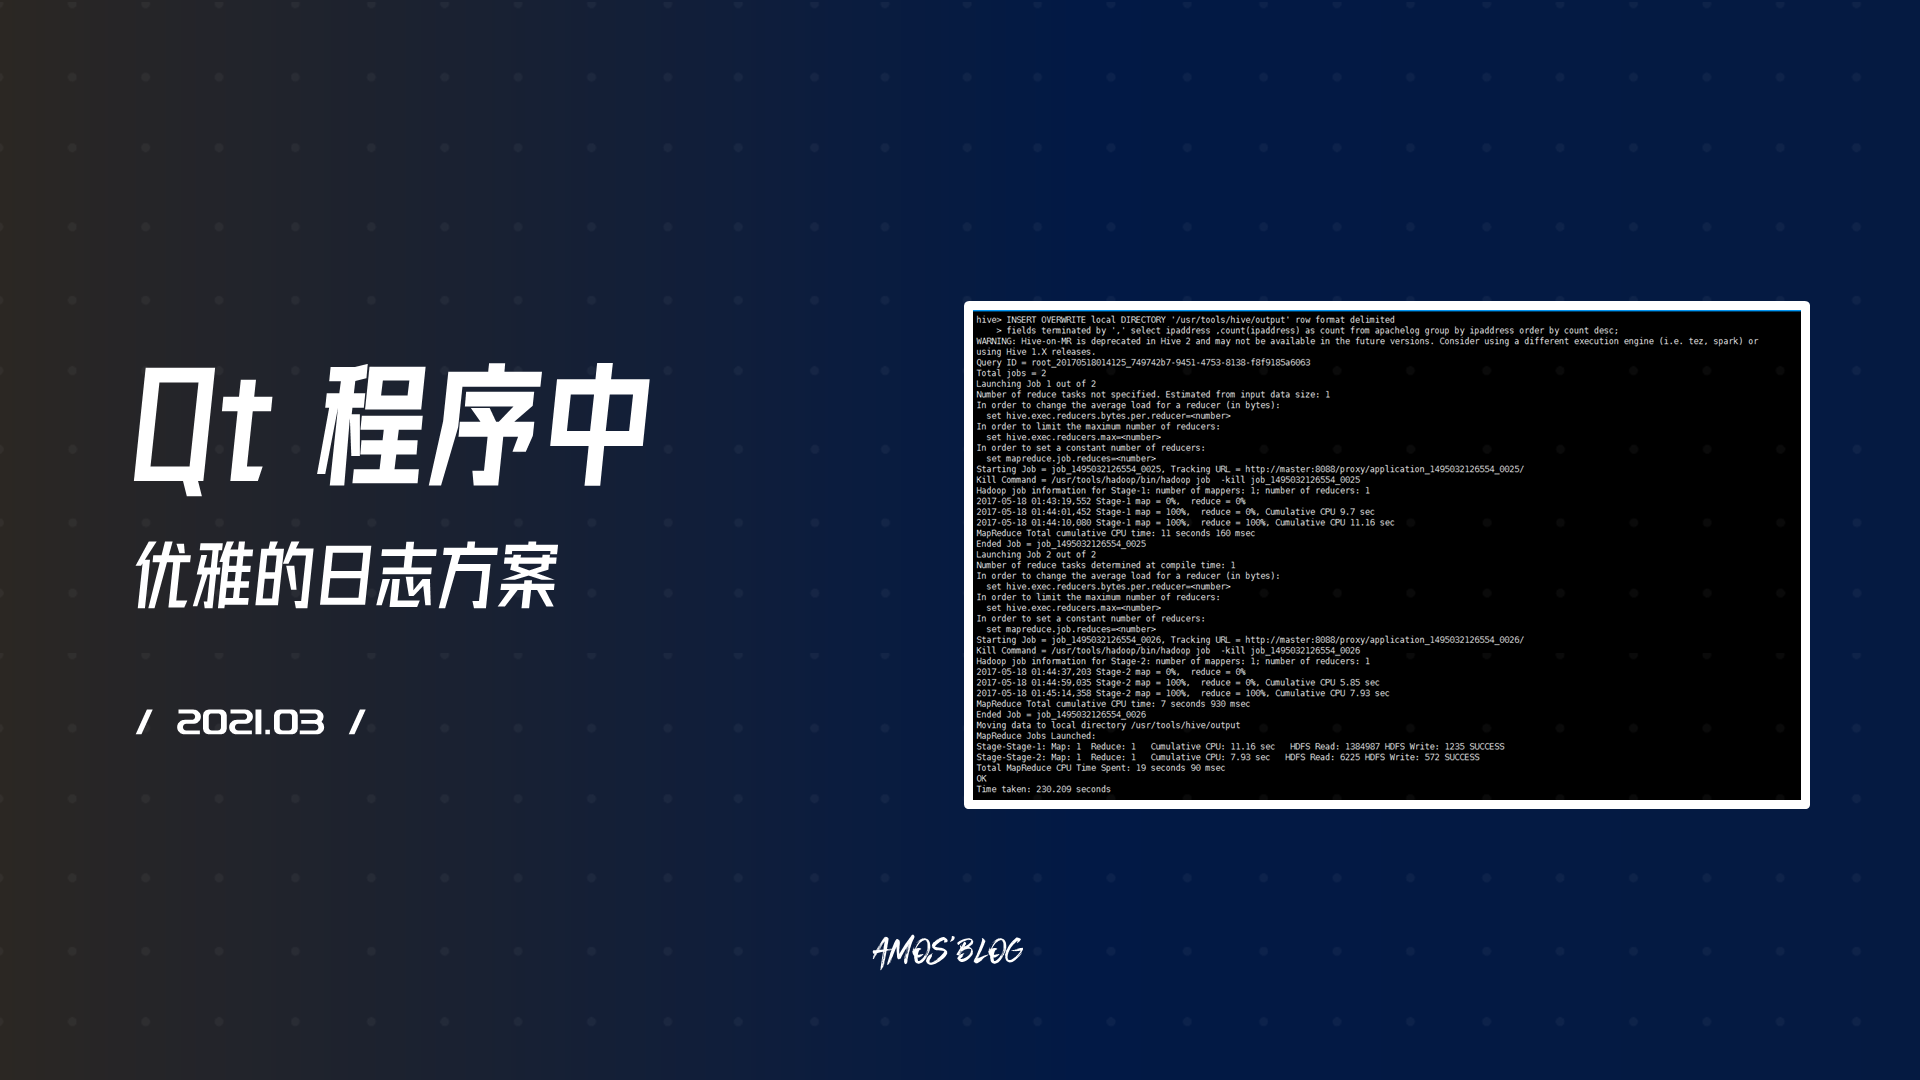 Qt 程序中
优雅的日志方案
/ 2021.03 /
hive> INSERT OVERWRITE local DIRECTORY '/usr/tools/hive/output' row format delimited
> fields terminated by ',' select ipaddress ,count(ipaddress) as count from apachelog group by ipaddress order by count desc;
WARNING: Hive-on-MR is deprecated in Hive 2 and may not be available in the future versions. Consider using a different execution engine (i.e. tez, spark) or
using Hive 1.X releases.
Query ID = root_20170518014125_749742b7-9451-4753-8138-f8f9185a6063
Total jobs = 2
Launching Job 1 out of 2
Number of reduce tasks not specified. Estimated from input data size: 1
In order to change the average load for a reducer (in bytes):
set hive.exec.reducers.bytes.per.reducer=<number>
In order to limit the maximum number of reducers:
set hive.exec.reducers.max=<number>
In order to set a constant number of reducers:
set mapreduce.job.reduces=<number>
Starting Job = job_1495032126554_0025, Tracking URL = http://master:8088/proxy/application_1495032126554_0025/
Kill Command = /usr/tools/hadoop/bin/hadoop job  -kill job_1495032126554_0025
Hadoop job information for Stage-1: number of mappers: 1; number of reducers: 1
2017-05-18 01:43:19,552 Stage-1 map = 0%,  reduce = 0%
2017-05-18 01:44:01,452 Stage-1 map = 100%,  reduce = 0%, Cumulative CPU 9.7 sec
2017-05-18 01:44:10,080 Stage-1 map = 100%,  reduce = 100%, Cumulative CPU 11.16 sec
MapReduce Total cumulative CPU time: 11 seconds 160 msec
Ended Job = job_1495032126554_0025
Launching Job 2 out of 2
Number of reduce tasks determined at compile time: 1
In order to change the average load for a reducer (in bytes):
set hive.exec.reducers.bytes.per.reducer=<number>
In order to limit the maximum number of reducers:
set hive.exec.reducers.max=<number>
In order to set a constant number of reducers:
set mapreduce.job.reduces=<number>
Starting Job = job_1495032126554_0026, Tracking URL = http://master:8088/proxy/application_1495032126554_0026/
Kill Command = /usr/tools/hadoop/bin/hadoop job  -kill job_1495032126554_0026
Hadoop job information for Stage-2: number of mappers: 1; number of reducers: 1
2017-05-18 01:44:37,203 Stage-2 map = 0%,  reduce = 0%
2017-05-18 01:44:59,035 Stage-2 map = 100%,  reduce = 0%, Cumulative CPU 5.85 sec
2017-05-18 01:45:14,358 Stage-2 map = 100%,  reduce = 100%, Cumulative CPU 7.93 sec
MapReduce Total cumulative CPU time: 7 seconds 930 msec
Ended Job = job_1495032126554_0026
Moving data to local directory /usr/tools/hive/output
MapReduce Jobs Launched:
Stage-Stage-1: Map: 1  Reduce: 1   Cumulative CPU: 11.16 sec   HDFS Read: 1384987 HDFS Write: 1235 SUCCESS
Stage-Stage-2: Map: 1  Reduce: 1   Cumulative CPU: 7.93 sec   HDFS Read: 6225 HDFS Write: 572 SUCCESS
Total MapReduce CPU Time Spent: 19 seconds 90 msec
OK
Time taken: 230.209 seconds
AMOS'BLOG